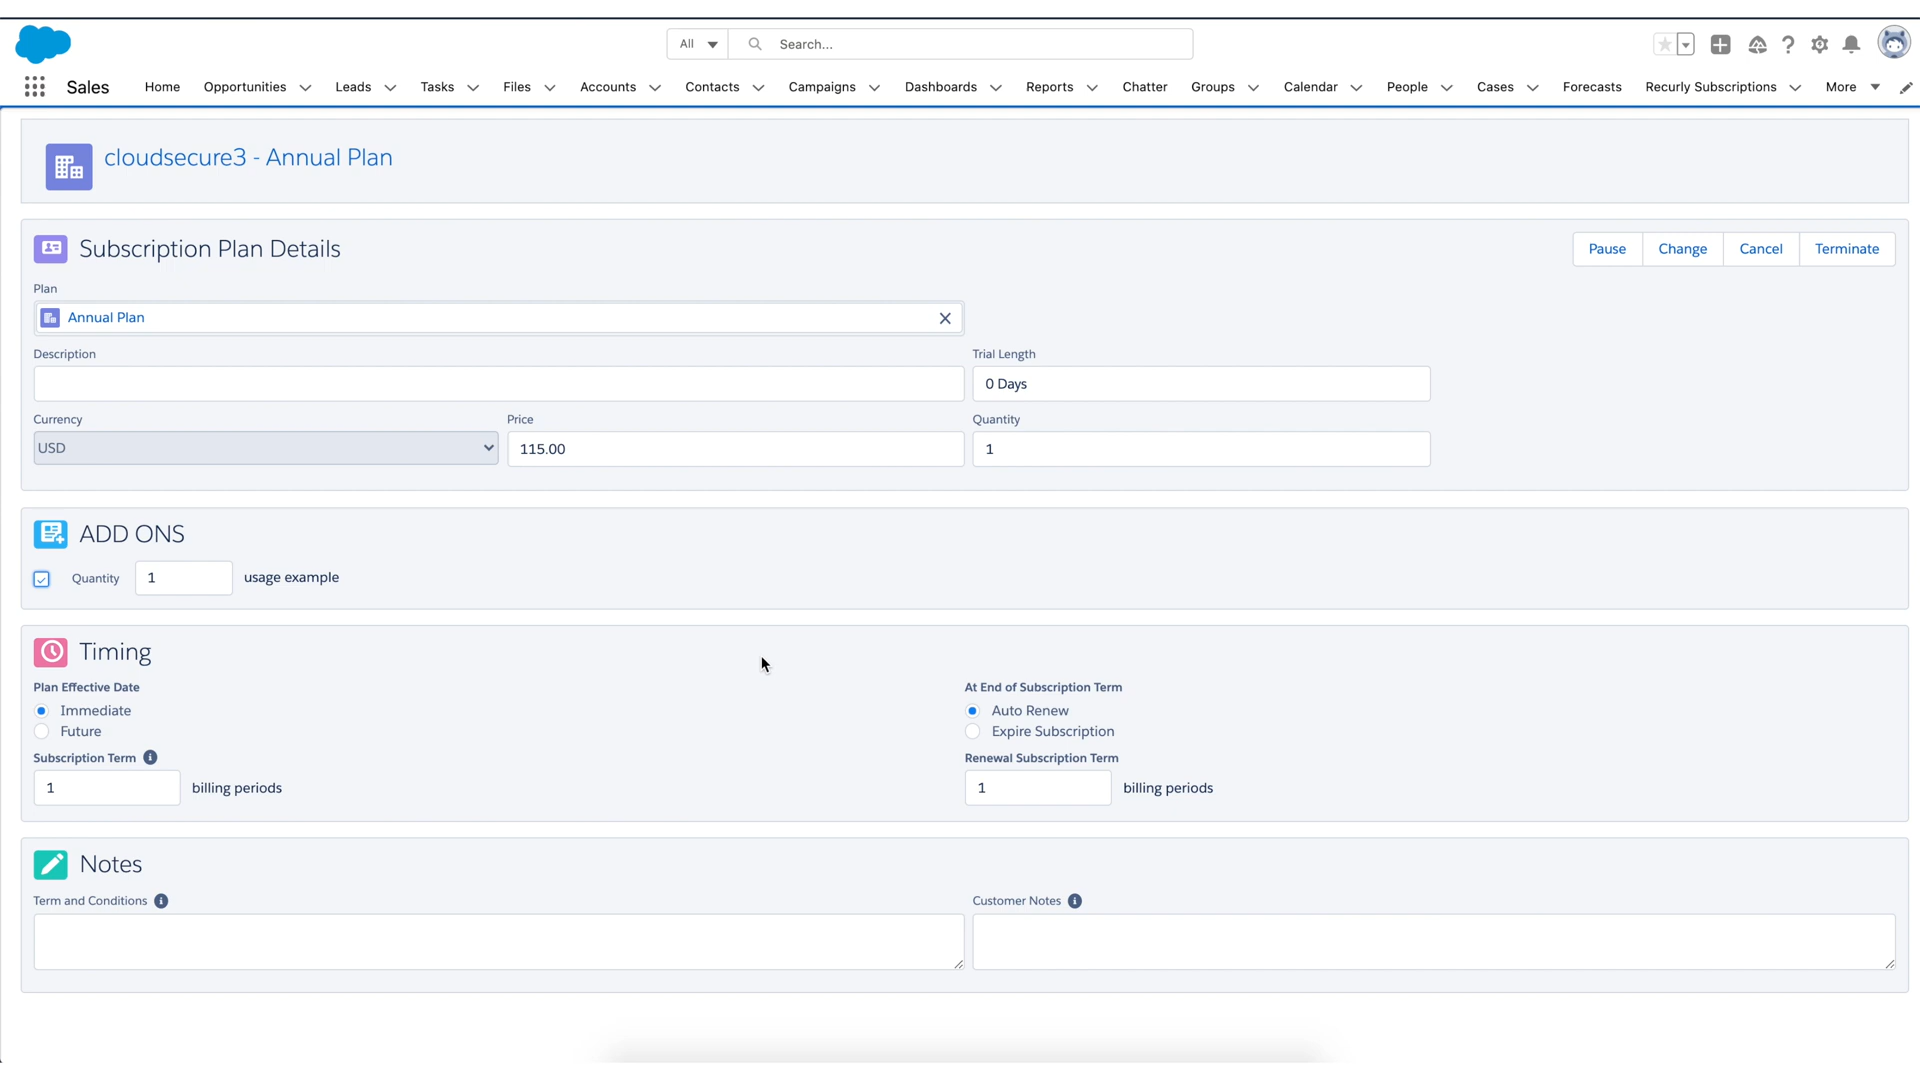 All Search...
Sales Home Opportunities Leads Tasks Files Accounts Contacts Campaigns Dashboards Reports Chatter Groups Calendar People Cases Forecasts Recurly Subscriptions More
cloudsecure3 - Annual Plan
Subscription Plan Details Pause Change Cancel Terminate
Plan
Annual Plan
Description Trial Length
0 Days
Currency Price Quantity
USD 115.00 1
ADD ONS
Quantity 1 usage example
Timing
Plan Effective Date At End of Subscription Term
Immediate Auto Renew
Future Expire Subscription
Subscription Term Renewal Subscription Term
1 billing periods 1 billing periods
Notes
Term and Conditions Customer Notes